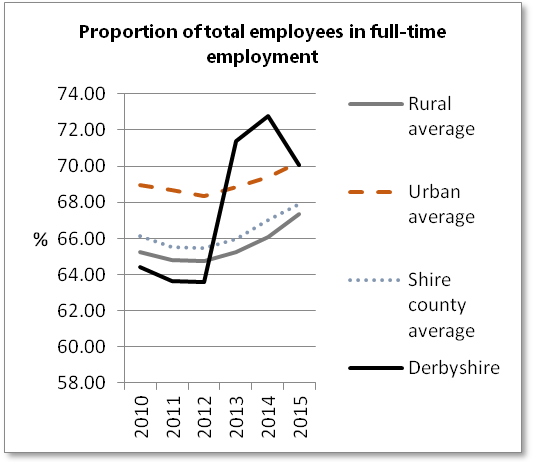 Proportion of total employees in full-time
employment
74.00
72.00
70.00
68.00
66.00
64.00
62.00
60.00
58.00
%
2010
2011
2012
2013
2014
2015
Rural
average
Urban
average
Shire
county
average
Derbyshire